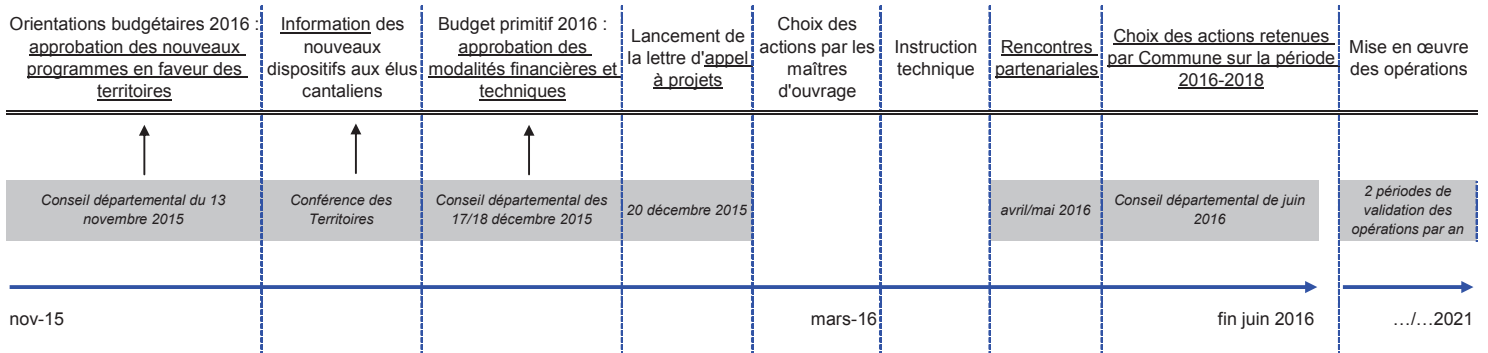 Orientations budgétaires 2016 :
approbation des nouveaux
programmes en faveur des
territoires
Information des
nouveaux
dispositifs aux élus
cantaliens
Budget primitif 2016 :
approbation des
modalités financières et
techniques
Lancement de
la lettre d'appel
à projets
Choix des
actions par les
maîtres
d'ouvrage
Instruction
technique
Rencontres
partenariales
Choix des actions retenues
par Commune sur la période
2016-2018
Mise en œuvre
des opérations
Conseil départemental du 13
novembre 2015
Conférence des
Territoires
Conseil départemental des
17/18 décembre 2015
20 décembre 2015
avril/mai 2016
Conseil départemental de juin
2016
2 périodes de
validation des
opérations par an
nov-15
mars-16
fin juin 2016
…/…2021